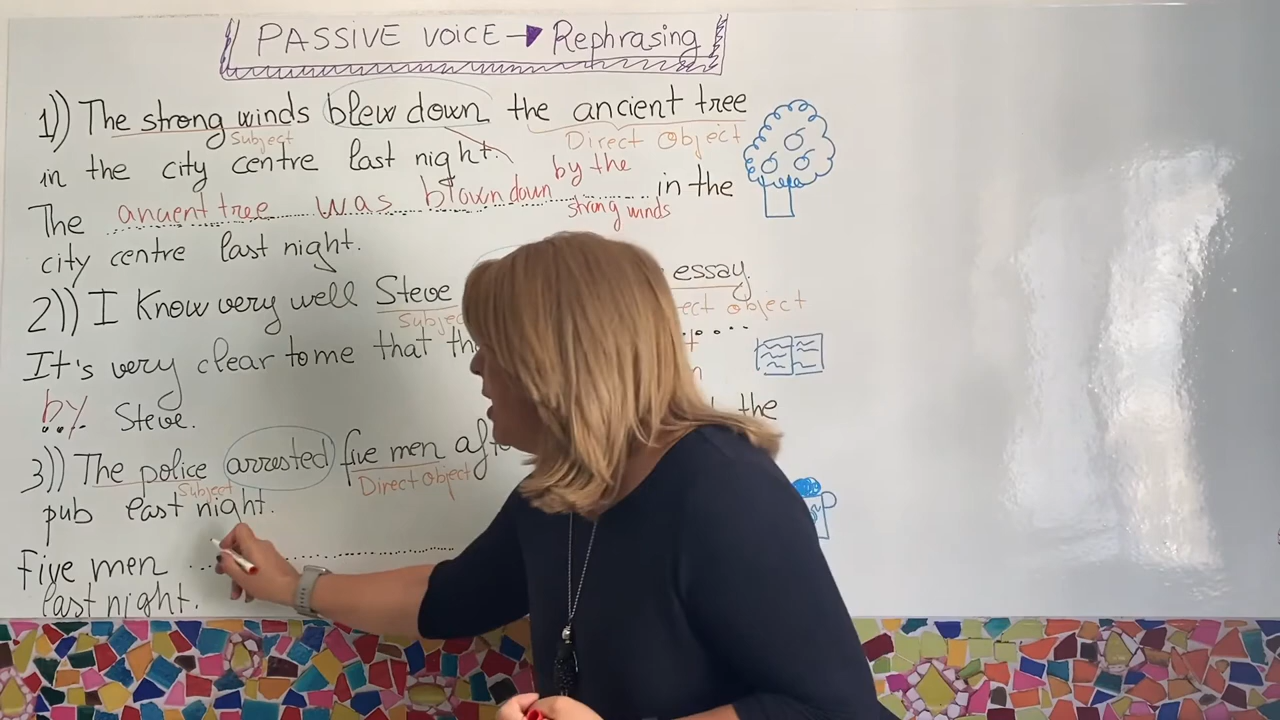 PASSIVE VOICE → Rephrasing
1)) The strong winds blew down the ancient tree
Subject Direct Object
in the city centre last night.
by the
The ancient tree was blown down in the
strong winds
city centre last night.
2)) I know very well Steve essay.
object
It's very clear to me that
by Steve.
the
3)) The police arrested five men
Subject Direct Object
pub last night.
Five men
last night.